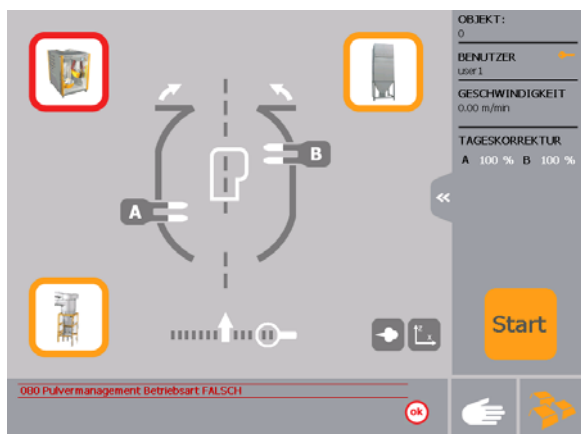 OBJEKT:
0
BENUTZER
user1
GESCHWINDIGKEIT
0.00 m/min
TAGESKORREKTUR
A 100 % B 100 %
B
A
«
z
x
Start
080 Pulvermanagement Betriebsart FALSCH
ok